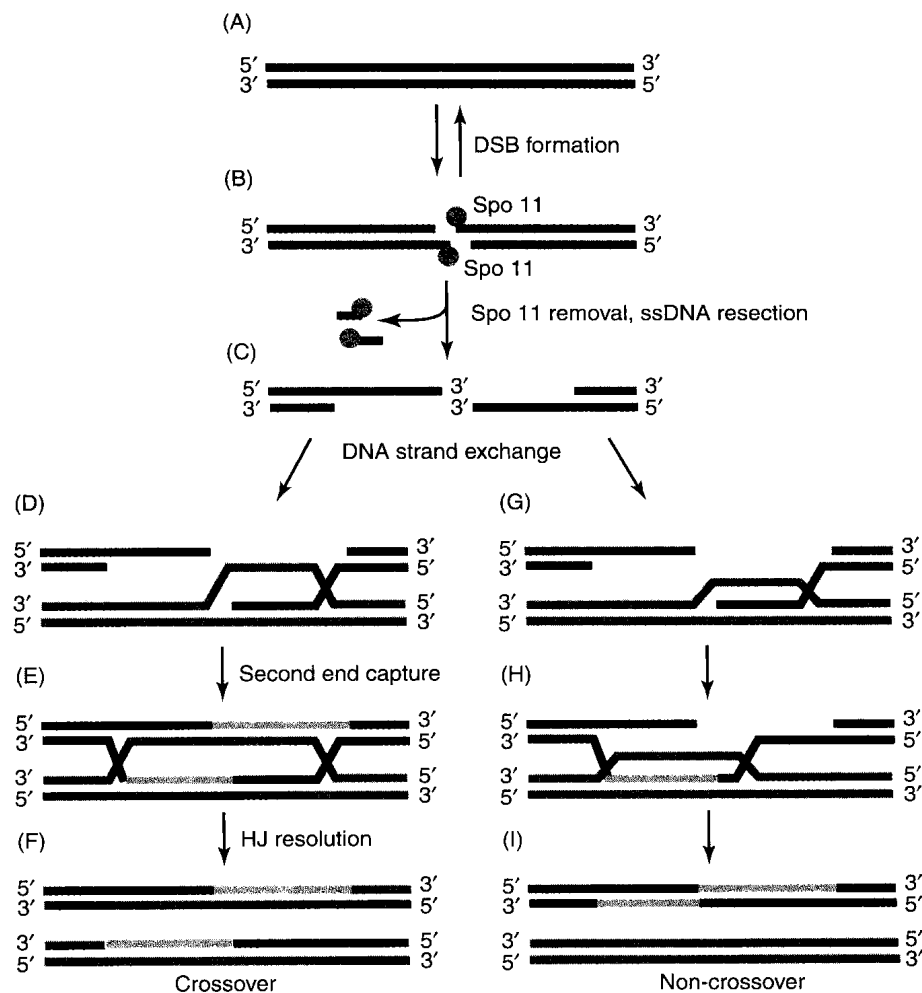 (A)
5′ 3′
3′ 5′
DSB formation
(B)
Spo 11
5′ 3′
3′ 5′
Spo 11
Spo 11 removal, ssDNA resection
(C)
5′ 3′ 3′
3′ 3′ 5′
DNA strand exchange
(D)
5′ 3′
3′ 5′
3′ 5′
5′ 3′
Second end capture
(E)
5′ 3′
3′ 5′
3′ 5′
5′ 3′
HJ resolution
(F)
5′ 3′
3′ 5′
5′
3′
Crossover
(G)
5′ 3′
3′ 5′
3′ 5′
5′ 3′
(H)
5′ 3′
3′ 5′
3′ 5′
5′ 3′
(I)
5′ 3′
3′ 5′
3′ 5′
5′ 3′
Non-crossover